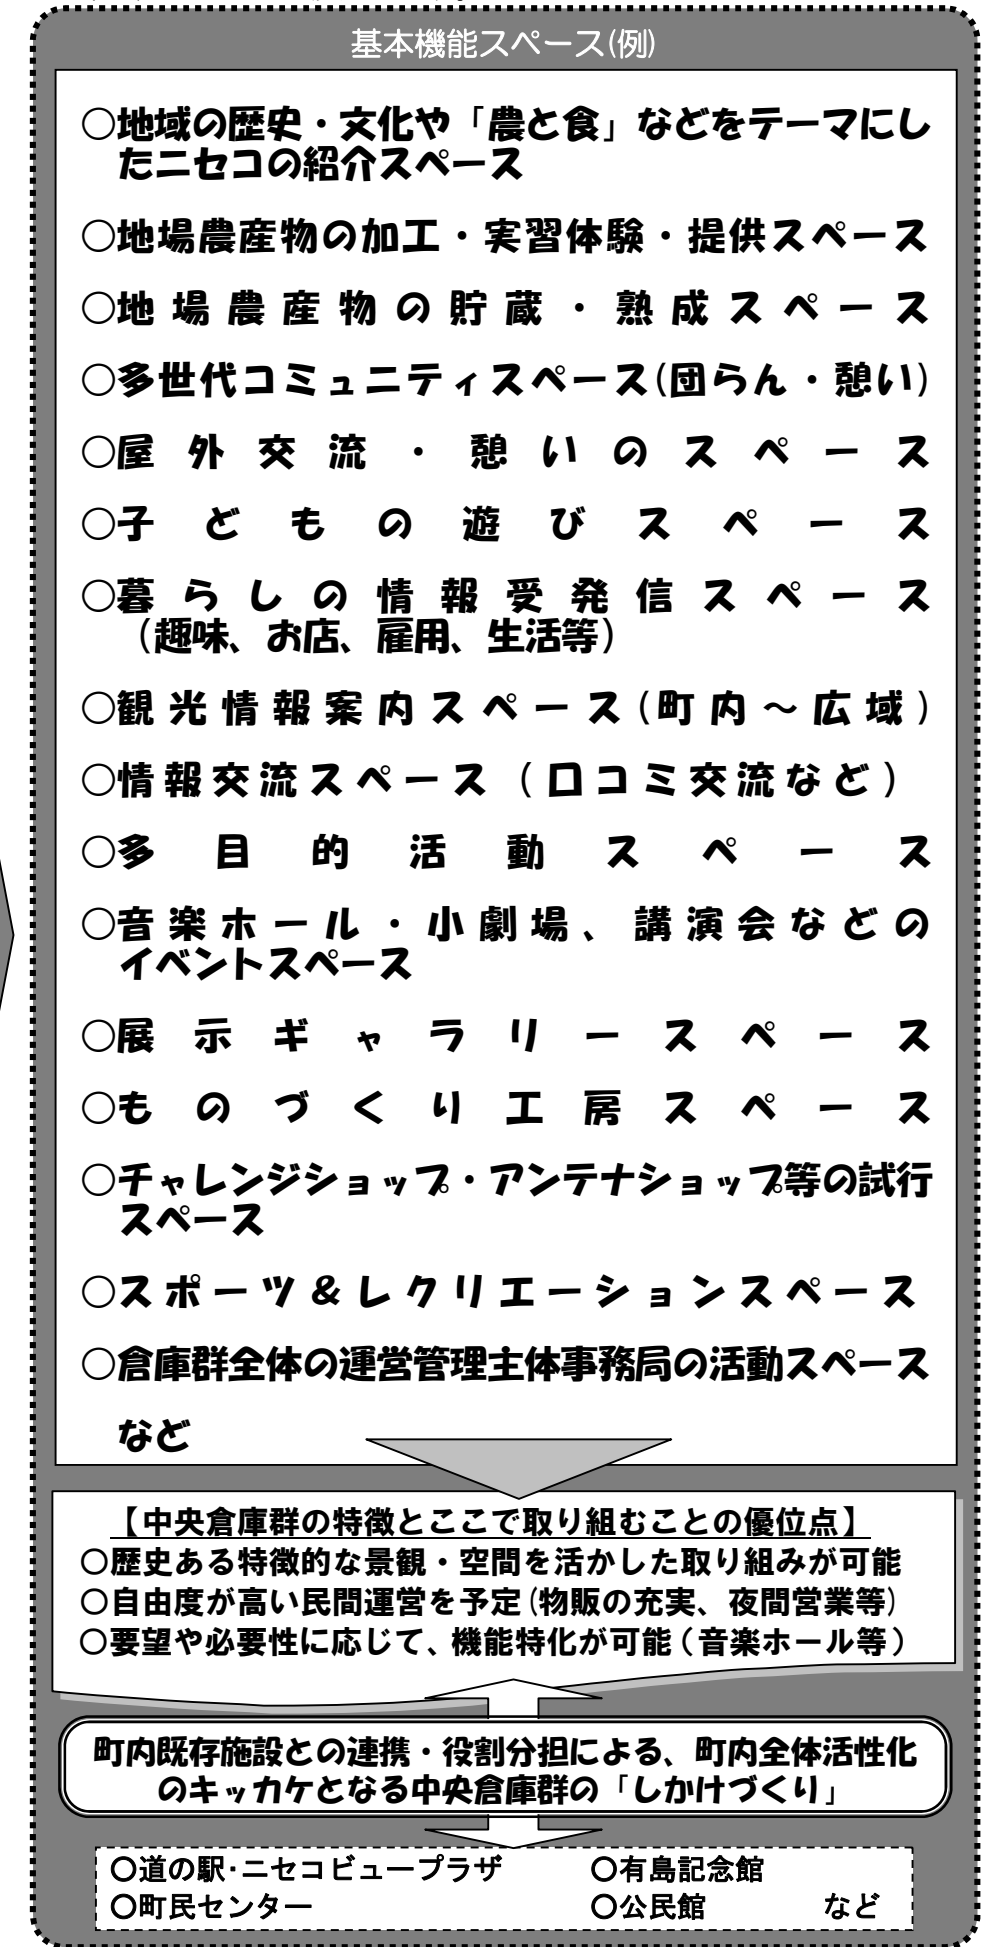 基本機能スペース(例)
○地域の歴史・文化や「農と食」などをテーマにし
たニセコの紹介スペース
○地場農産物の加工・実習体験・提供スペース
○地場農産物の貯蔵・熟成スペース
○多世代コミュニティスペース(団らん・憩い)
○屋外交流・憩いのスペース
○子どもの遊びスペース
○暮らしの情報受発信スペース
（趣味、お店、雇用、生活等）
○観光情報案内スペース(町内～広域)
○情報交流スペース（口コミ交流など）
○多目的活動スペース
○音楽ホール・小劇場、講演会などの
イベントスペース
○展示ギャラリースペース
○ものづくり工房スペース
○チャレンジショップ・アンテナショップ等の試行
スペース
○スポーツ＆レクリエーションスペース
○倉庫群全体の運営管理主体事務局の活動スペース
など
【中央倉庫群の特徴とここで取り組むことの優位点】
○歴史ある特徴的な景観・空間を活かした取り組みが可能
○自由度が高い民間運営を予定(物販の充実、夜間営業等)
○要望や必要性に応じて、機能特化が可能（音楽ホール等）
町内既存施設との連携・役割分担による、町内全体活性化
のキッカケとなる中央倉庫群の「しかけづくり」
○道の駅･ニセコビュープラザ ○有島記念館
○町民センター ○公民館 など